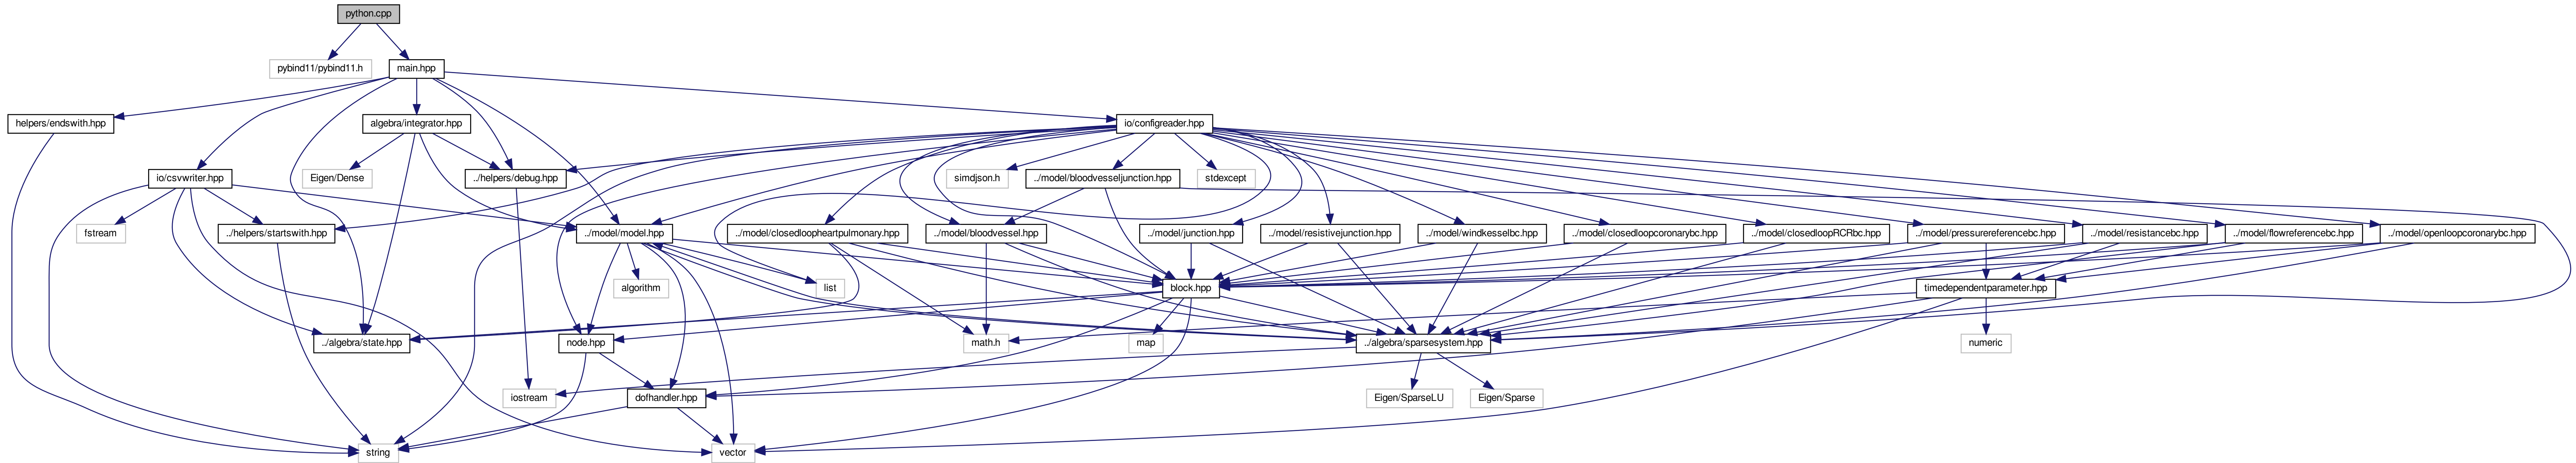 python.cpp
pybind11/pybind11.h
main.hpp
helpers/endswith.hpp
algebra/integrator.hpp
io/configreader.hpp
io/csvwriter.hpp
Eigen/Dense
../helpers/debug.hpp
simdjson.h
../model/bloodvesseljunction.hpp
stdexcept
fstream
../helpers/startswith.hpp
../model/model.hpp
../model/closedloopheartpulmonary.hpp
../model/bloodvessel.hpp
../model/junction.hpp
../model/resistivejunction.hpp
../model/windkesselbc.hpp
../model/closedloopcoronarybc.hpp
../model/closedloopRCRbc.hpp
../model/pressurereferencebc.hpp
../model/resistancebc.hpp
../model/flowreferencebc.hpp
../model/openloopcoronarybc.hpp
algorithm
list
block.hpp
timedependentparameter.hpp
../algebra/state.hpp
node.hpp
math.h
map
../algebra/sparsesystem.hpp
numeric
iostream
dofhandler.hpp
Eigen/SparseLU
Eigen/Sparse
string
vector